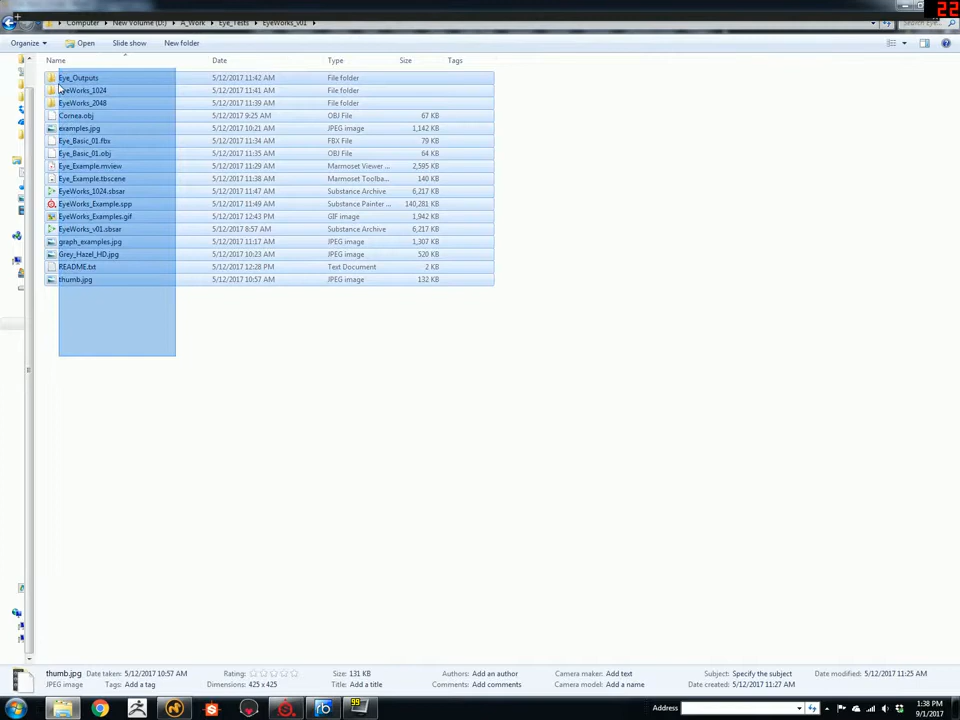 22
Computer New Volume (D:) A_Work Eye_Tests EyeWorks_v01
Organize Open Slide show New folder
Name Date Type Size Tags
Eye_Outputs 5/12/2017 11:42 AM File folder
EyeWorks_1024 5/12/2017 11:41 AM File folder
EyeWorks_2048 5/12/2017 11:39 AM File folder
Cornea.obj 5/12/2017 9:25 AM OBJ File 67 KB
examples.jpg 5/12/2017 10:21 AM JPEG image 1,142 KB
Eye_Basic_01.fbx 5/12/2017 11:34 AM FBX File 79 KB
Eye_Basic_01.obj 5/12/2017 11:35 AM OBJ File 64 KB
Eye_Example.mview 5/12/2017 11:29 AM Marmoset Viewer ... 2,595 KB
Eye_Example.tbscene 5/12/2017 11:38 AM Marmoset Toolba... 140 KB
EyeWorks_1024.sbsar 5/12/2017 11:47 AM Substance Archive 6,217 KB
EyeWorks_Example.spp 5/12/2017 11:49 AM Substance Painter ... 140,281 KB
EyeWorks_Examples.gif 5/12/2017 12:43 PM GIF image 1,942 KB
EyeWorks_v01.sbsar 5/12/2017 8:57 AM Substance Archive 6,217 KB
graph_examples.jpg 5/12/2017 11:17 AM JPEG image 1,307 KB
Grey_Hazel_HD.jpg 5/12/2017 10:23 AM JPEG image 520 KB
README.txt 5/12/2017 12:28 PM Text Document 2 KB
thumb.jpg 5/12/2017 10:57 AM JPEG image 132 KB
thumb.jpg Date taken: 5/12/2017 10:57 AM Rating: Size: 131 KB Authors: Add an author Camera maker: Add text Subject: Specify the subject Date modified: 5/12/2017 11:25 AM
JPEG image Tags: Add a tag Dimensions: 425 x 425 Title: Add a title Comments: Add comments Camera model: Add a name Date created: 5/12/2017 11:27 AM
99
Address
1:38 PM
9/1/2017